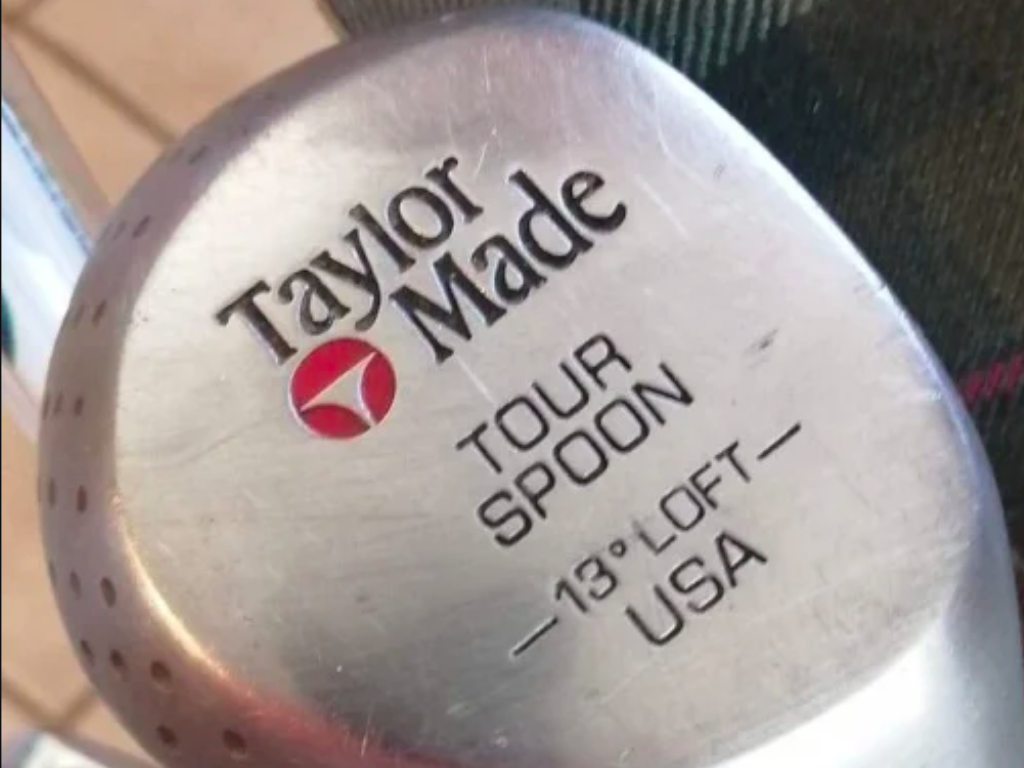 Taylor
Made
TOUR
SPOON
—13° LOFT—
USA